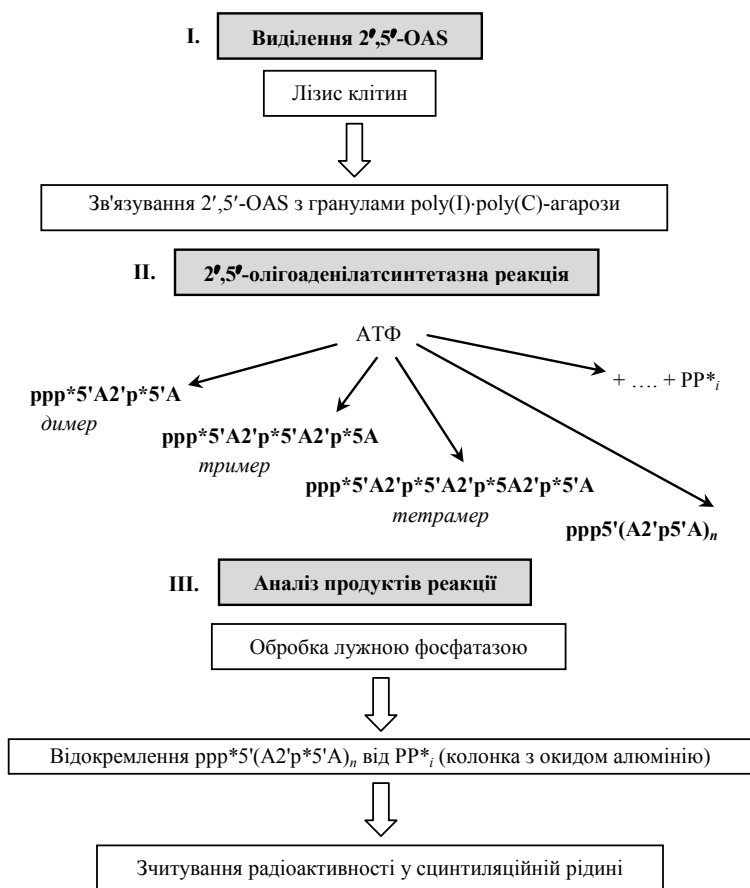 I. Виділення 2′,5′-OAS
Лізис клітин
Зв'язування 2′,5′-OAS з гранулами poly(I)·poly(C)-агарози
II. 2′,5′-олігоаденілатсинтетазна реакція
АТФ
+ …. + PP*i
ppp*5'A2'p*5'A
димер
ppp*5'A2'p*5'A2'p*5A
тример
ppp*5'A2'p*5'A2'p*5A2'p*5'A
тетрамер
ppp5'(A2'p5'A)n
III. Аналіз продуктів реакції
Обробка лужною фосфатазою
Відокремлення ppp*5'(A2'p*5'A)n від PP*i (колонка з окидом алюмінію)
Зчитування радіоактивності у сцинтиляційній рідині